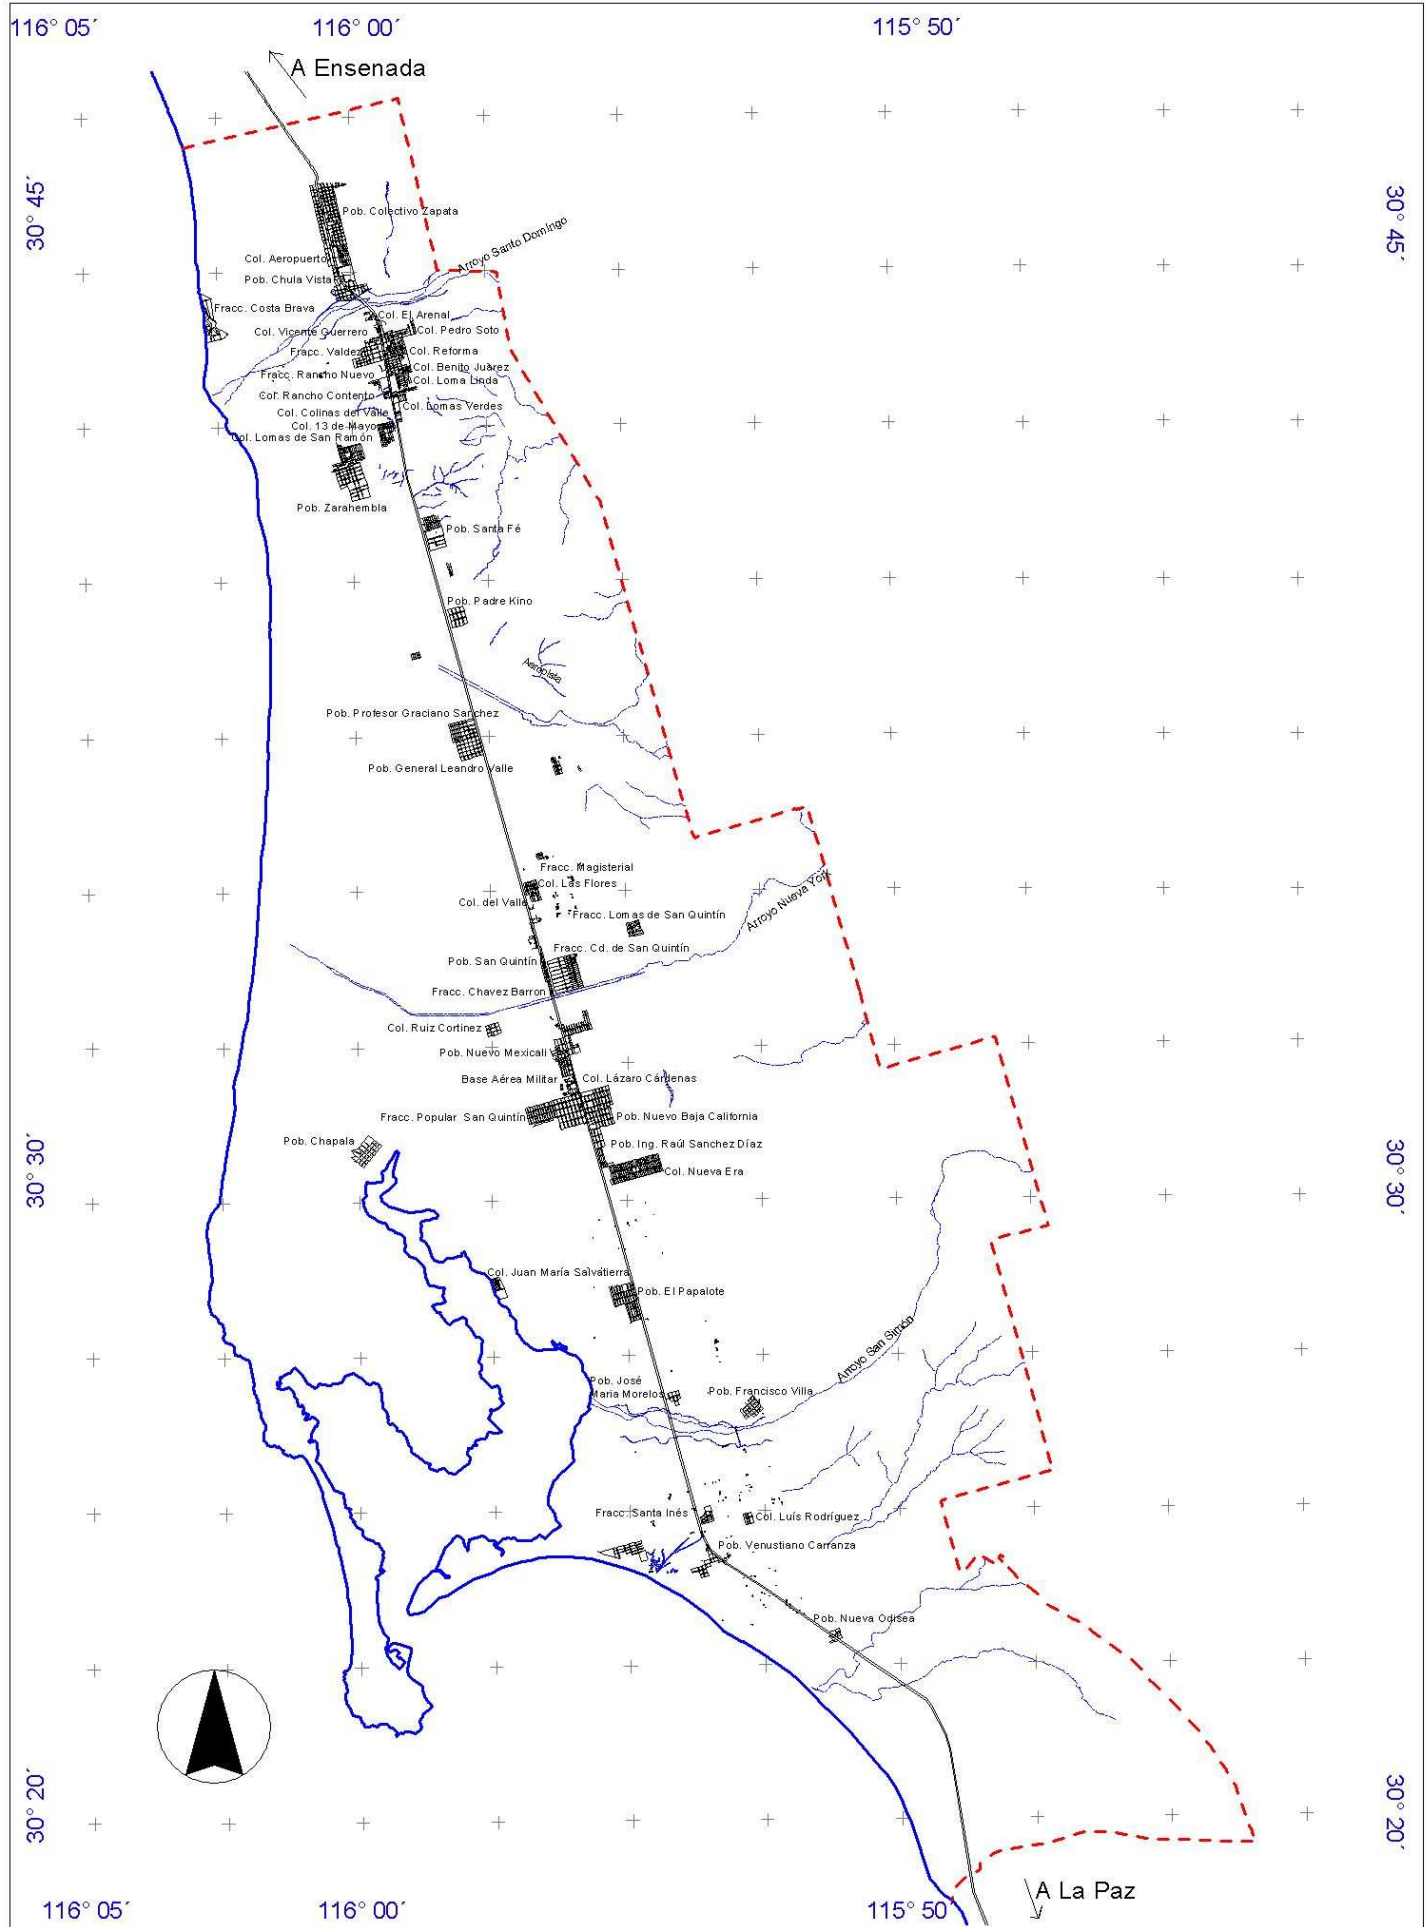 116° 05´
116° 00´
115° 50´
A Ensenada
30° 45´
30° 45´
Pob. Colectivo Zapata
Arroyo Santo Domingo
Col. Aeropuerto
Pob. Chula Vista
Fracc. Costa Brava
Col. El Arenal
Col. Vicente Guerrero
Col. Pedro Soto
Fracc. Valdez
Col. Reforma
Col. Benito Juárez
Fracc. Rancho Nuevo
Col. Loma Linda
Col. Rancho Contento
Col. Lomas Verdes
Col. Colinas del Valle
Col. 13 de Mayo
Col. Lomas de San Ramón
Pob. Zarahembla
Pob. Santa Fé
Pob. Padre Kino
Aeropista
Pob. Profesor Graciano Sanchez
Pob. General Leandro Valle
Fracc. Magisterial
Col. Las Flores
Col. del Valle
Arroyo Nueva York
Fracc. Lomas de San Quintín
Fracc. Cd. de San Quintín
Pob. San Quintín
Fracc. Chavez Barron
Col. Ruiz Cortinez
Pob. Nuevo Mexicali
Base Aérea Militar
Col. Lázaro Cárdenas
Fracc. Popular San Quintín
Pob. Nuevo Baja California
Pob. Chapala
Pob. Ing. Raúl Sanchez Díaz
30° 30´
30° 30´
Col. Nueva Era
Col. Juan María Salvatierra
Pob. El Papalote
Arroyo San Simón
Pob. José
Maria Morelos
Pob. Francisco Villa
Fracc. Santa Inés
Col. Luís Rodríguez
Pob. Venustiano Carranza
Pob. Nueva Odisea
30° 20´
30° 20´
A La Paz
116° 05´
116° 00´
115° 50´